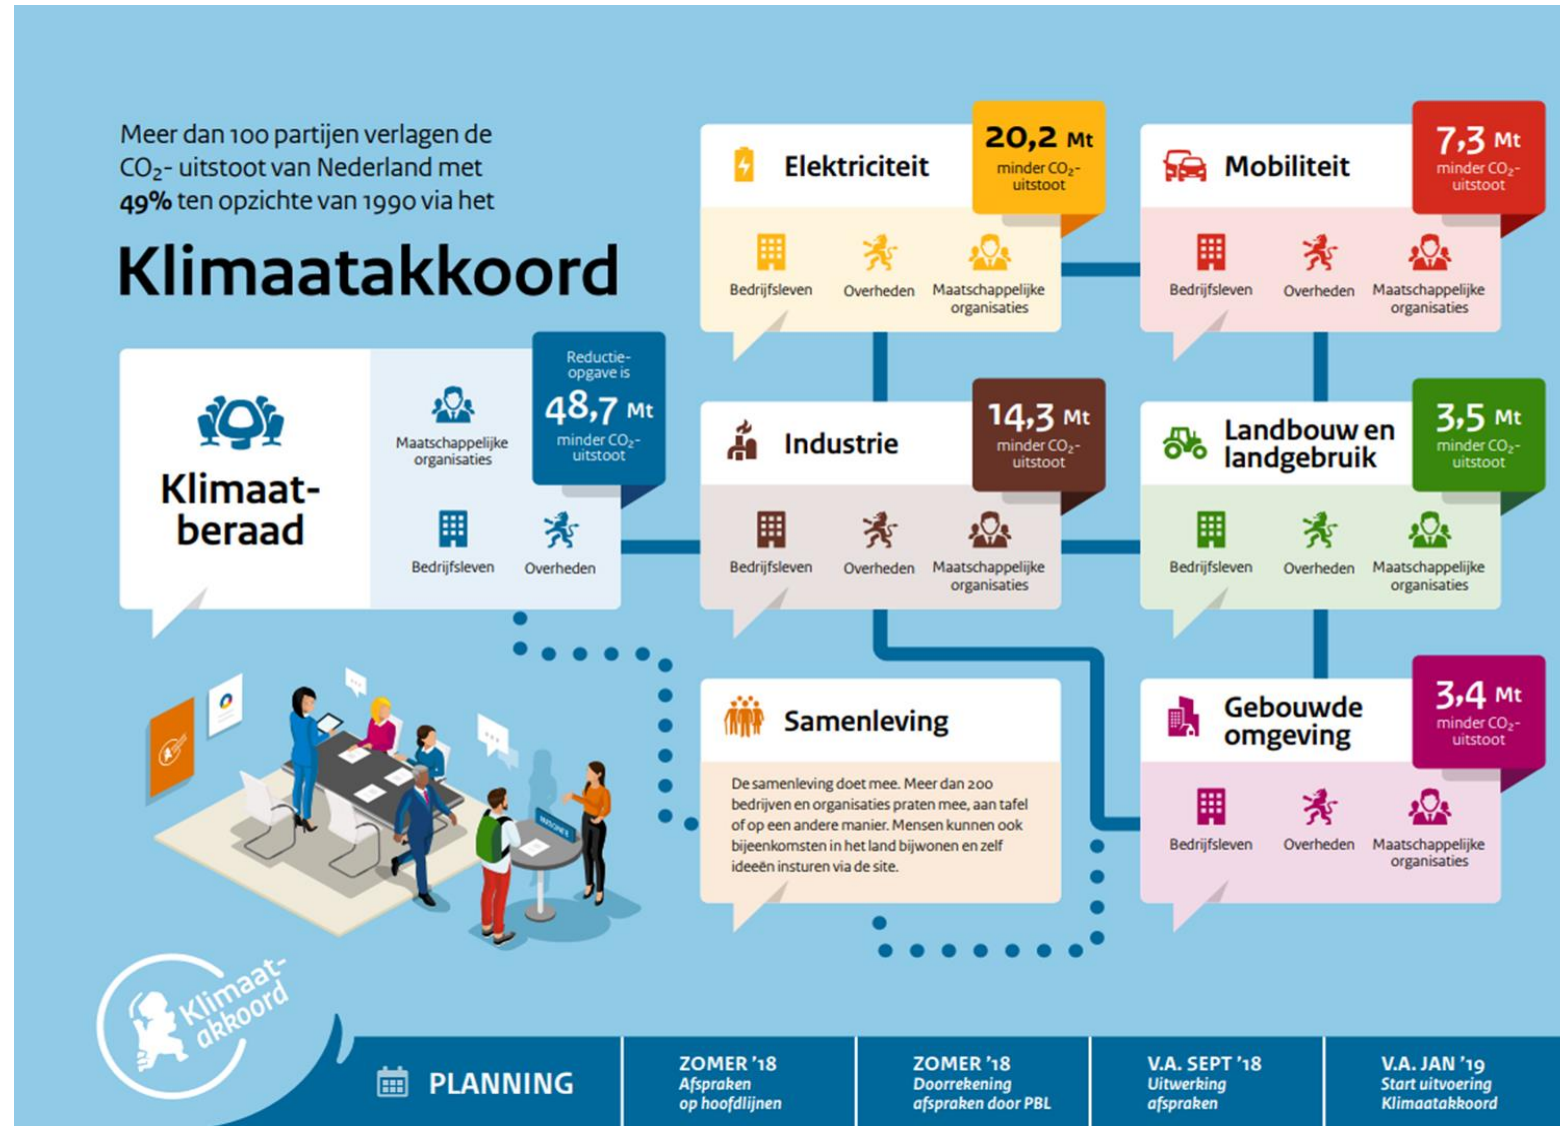 Meer dan 100 partijen verlagen de
CO₂- uitstoot van Nederland met
49% ten opzichte van 1990 via het
Klimaatakkoord
Klimaat-
beraad
Maatschappelijke
organisaties
Bedrijfsleven
Overheden
Reductie-
opgave is
48,7 Mt
minder CO₂-
uitstoot
Elektriciteit
20,2 Mt
minder CO₂-
uitstoot
Bedrijfsleven
Overheden
Maatschappelijke
organisaties
Mobiliteit
7,3 Mt
minder CO₂-
uitstoot
Bedrijfsleven
Overheden
Maatschappelijke
organisaties
Industrie
14,3 Mt
minder CO₂-
uitstoot
Bedrijfsleven
Overheden
Maatschappelijke
organisaties
Landbouw en
landgebruik
3,5 Mt
minder CO₂-
uitstoot
Bedrijfsleven
Overheden
Maatschappelijke
organisaties
Samenleving
De samenleving doet mee. Meer dan 200
bedrijven en organisaties praten mee, aan tafel
of op een andere manier. Mensen kunnen ook
bijeenkomsten in het land bijwonen en zelf
ideeën insturen via de site.
Gebouwde
omgeving
3,4 Mt
minder CO₂-
uitstoot
Bedrijfsleven
Overheden
Maatschappelijke
organisaties
Klimaat-
akkoord
PLANNING
ZOMER '18
Afspraken
op hoofdlijnen
ZOMER '18
Doorrekening
afspraken door PBL
V.A. SEPT '18
Uitwerking
afspraken
V.A. JAN '19
Start uitvoering
Klimaatakkoord